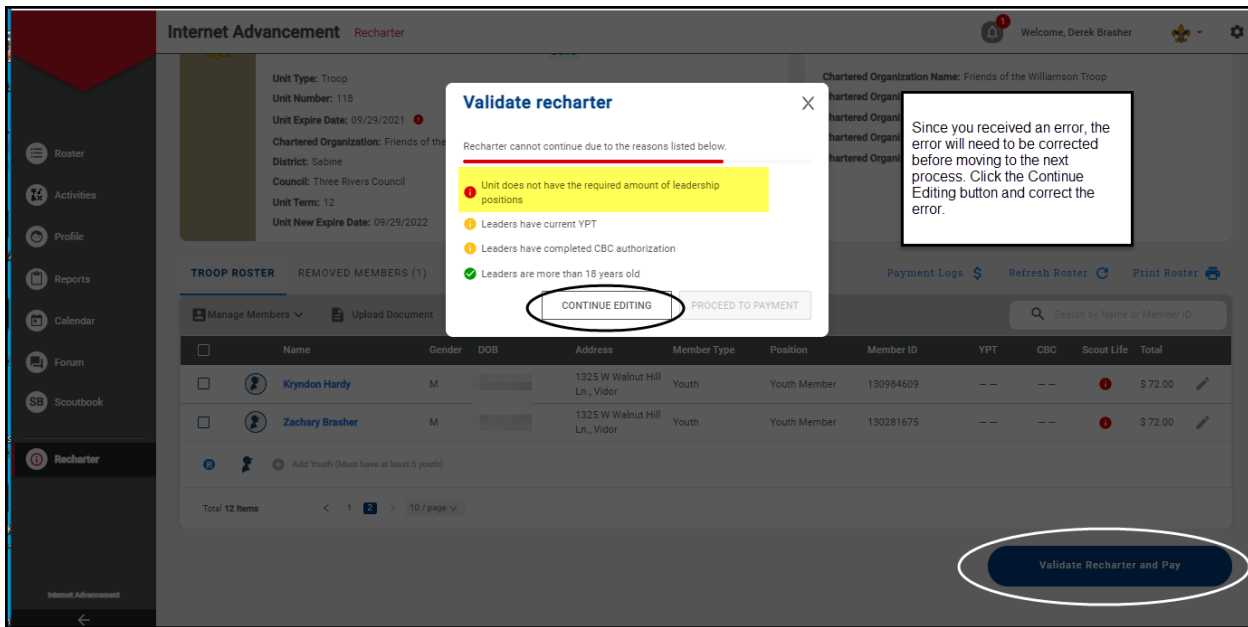 Internet Advancement Recharter
1
Welcome, Derek Brasher
Unit Type: Troop
Unit Number: 118
Unit Expire Date: 09/29/2021
Chartered Organization: Friends of the
District: Sabine
Council: Three Rivers Council
Unit Term: 12
Unit New Expire Date: 09/29/2022
Chartered Organization Name: Friends of the Williamson Troop
Chartered Organi
Chartered Organi
Chartered Organi
Chartered Organi
Since you received an error, the
error will need to be corrected
before moving to the next
process. Click the Continue
Editing button and correct the
error.
Validate recharter
Recharter cannot continue due to the reasons listed below.
Unit does not have the required amount of leadership
positions
Leaders have current YPT
Leaders have completed CBC authorization
Leaders are more than 18 years old
CONTINUE EDITING PROCEED TO PAYMENT
Roster
Activities
Profile
Reports
Calendar
Forum
SB Scoutbook
Recharter
TROOP ROSTER REMOVED MEMBERS (1) Payment Logs $ Refresh Roster Print Roster
Manage Members Upload Document Search by Name or Member ID
Name Gender DOB Address Member Type Position Member ID YPT CBC Scout Life Total
Kryndon Hardy M 1325 W Walnut Hill Ln., Vidor Youth Youth Member 130984609 -- -- $ 72.00
Zachary Brasher M 1325 W Walnut Hill Ln., Vidor Youth Youth Member 130281675 -- -- $ 72.00
R Add Youth (Must have at least 5 youth)
Total 12 Items < 1 2 > 10 / page
Validate Recharter and Pay
Internet Advancement